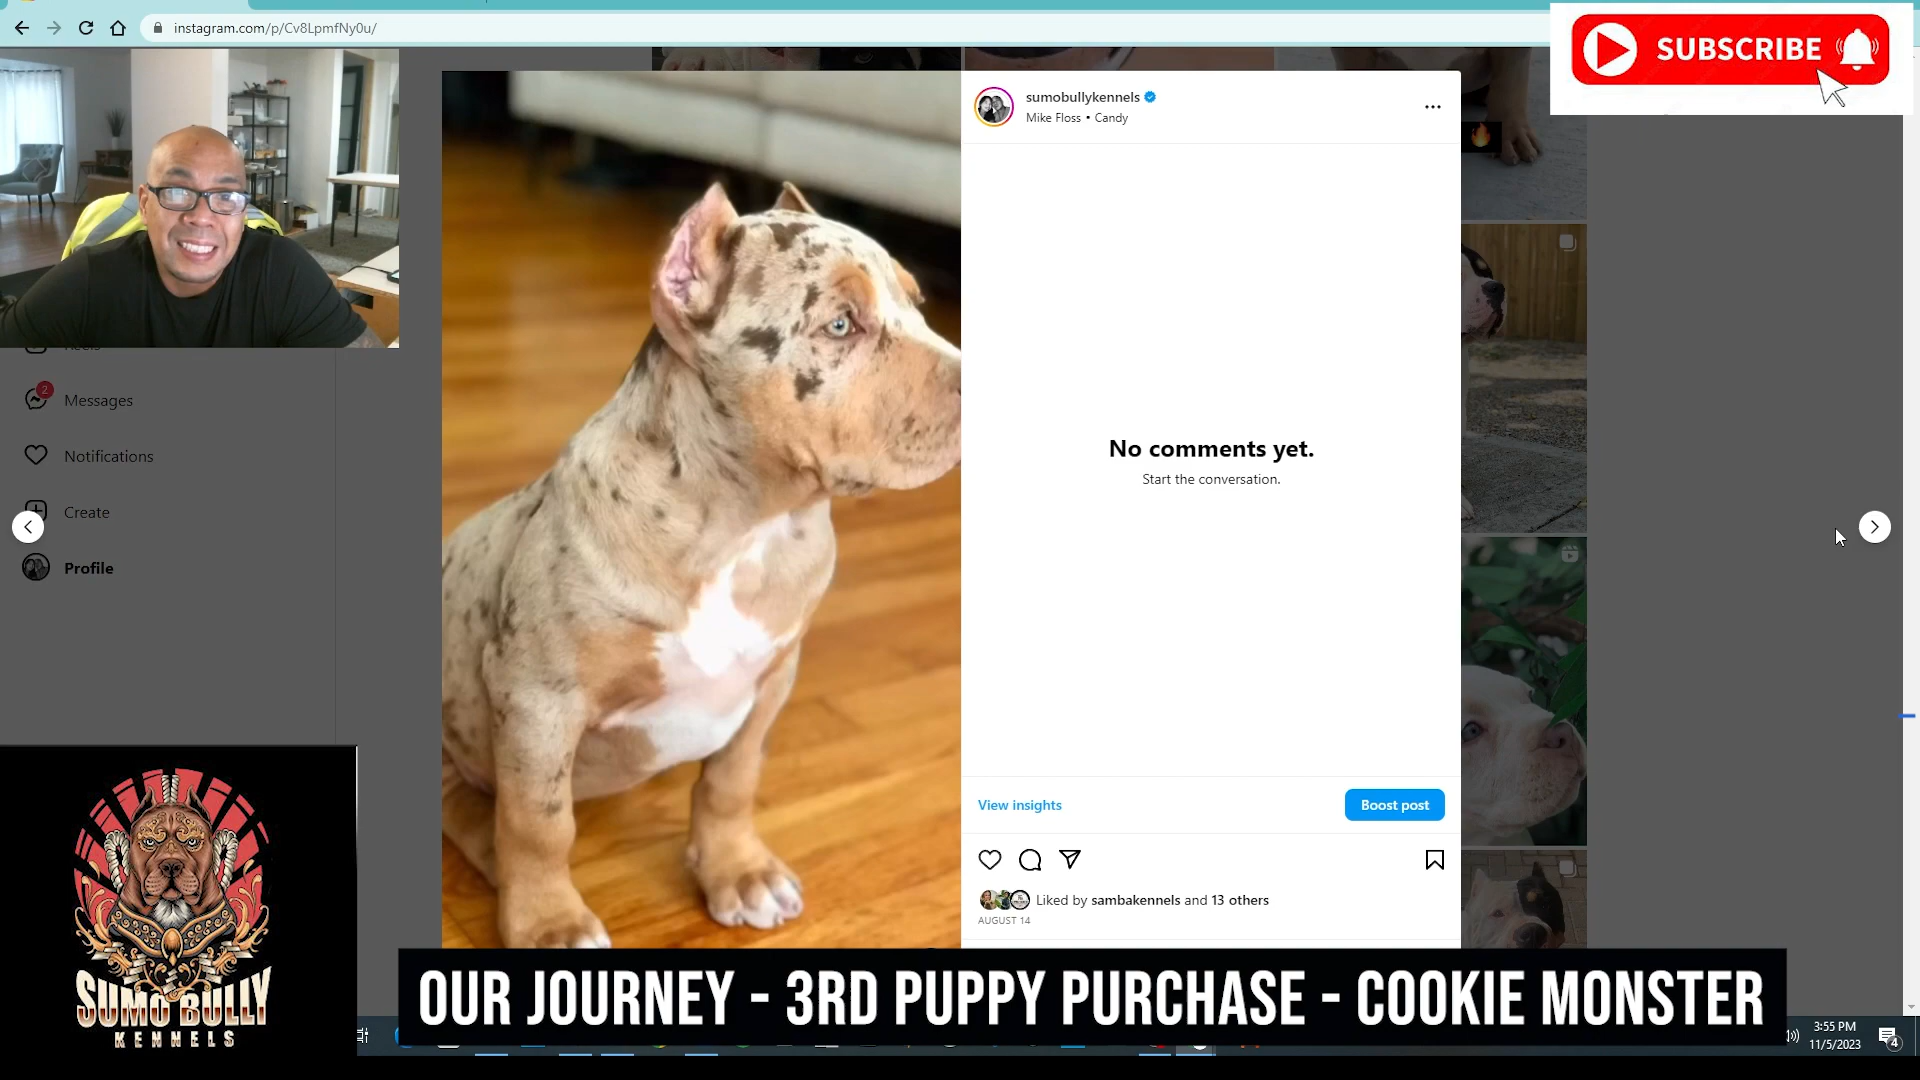 instagram.com/p/Cv8LpmfNy0u/
SUBSCRIBE
sumobullykennels
Mike Floss • Candy
2
Messages
Notifications
Create
Profile
No comments yet.
Start the conversation.
View insights
Boost post
Liked by sambakennels and 13 others
AUGUST 14
SUMO BULLY
KENNELS
OUR JOURNEY - 3RD PUPPY PURCHASE - COOKIE MONSTER
3:55 PM
11/5/2023
4